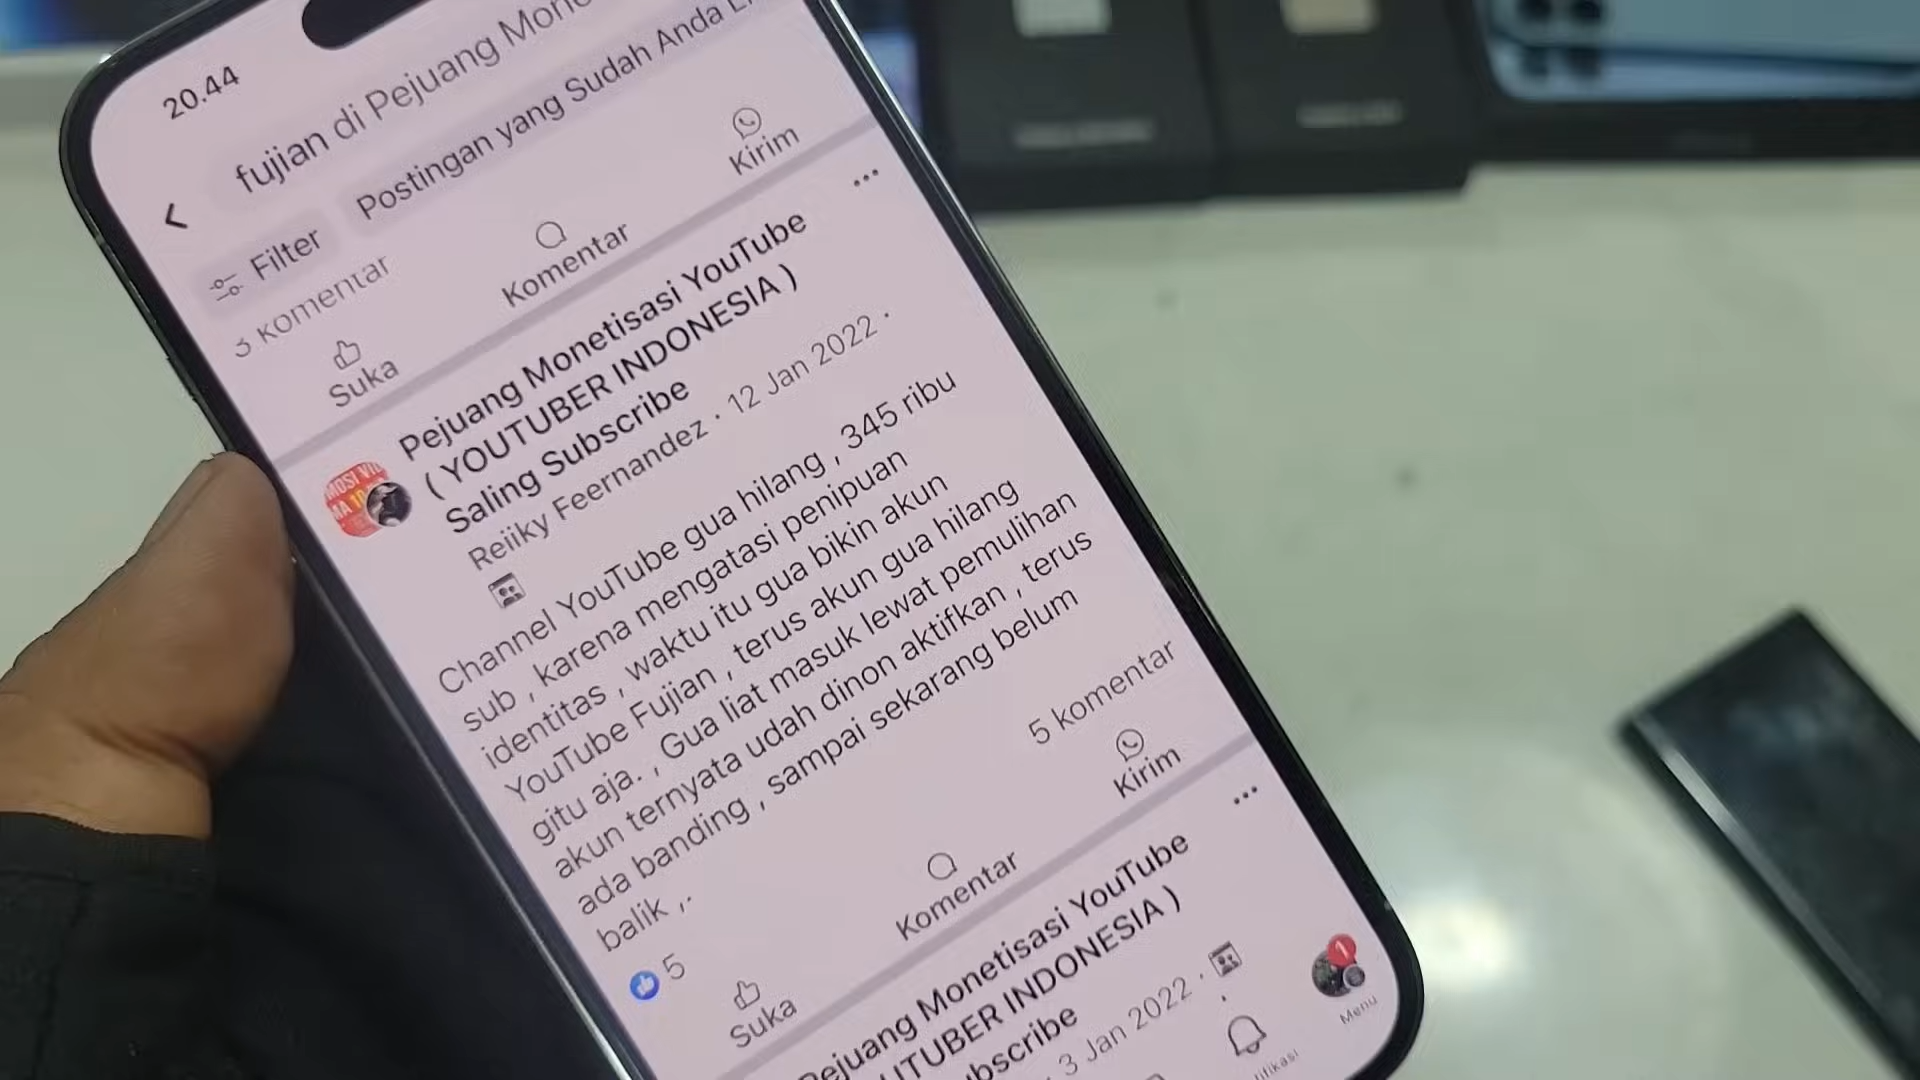 20.44
fujian di Pejuang Mone
Filter
Postingan yang Sudah Anda Li
3 komentar
Suka
Komentar
Kirim
Pejuang Monetisasi YouTube
( YOUTUBER INDONESIA )
Saling Subscribe
Reiiky Feernandez · 12 Jan 2022 ·
Channel YouTube gua hilang , 345 ribu
sub , karena mengatasi penipuan
identitas , waktu itu gua bikin akun
YouTube Fujian , terus akun gua hilang
gitu aja. , Gua liat masuk lewat pemulihan
akun ternyata udah dinon aktifkan , terus
ada banding , sampai sekarang belum
balik ,.
5
5 komentar
Suka
Komentar
Kirim
Pejuang Monetisasi YouTube
UTUBER INDONESIA )
ubscribe
· 3 Jan 2022 ·
1
Menu